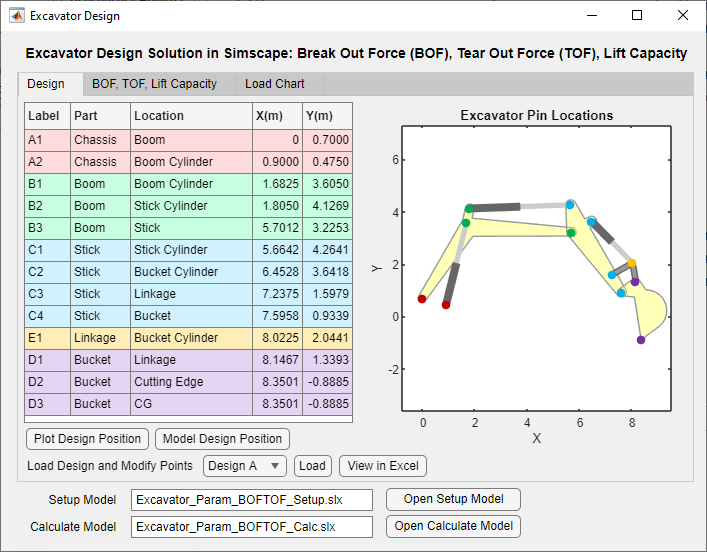 Excavator Design
Excavator Design Solution in Simscape: Break Out Force (BOF), Tear Out Force (TOF), Lift Capacity
Design BOF, TOF, Lift Capacity Load Chart
Label Part Location X(m) Y(m)
A1 Chassis Boom 0 0.7000
A2 Chassis Boom Cylinder 0.9000 0.4750
B1 Boom Boom Cylinder 1.6825 3.6050
B2 Boom Stick Cylinder 1.8050 4.1269
B3 Boom Stick 5.7012 3.2253
C1 Stick Stick Cylinder 5.6642 4.2641
C2 Stick Bucket Cylinder 6.4528 3.6418
C3 Stick Linkage 7.2375 1.5979
C4 Stick Bucket 7.5958 0.9339
E1 Linkage Bucket Cylinder 8.0225 2.0441
D1 Bucket Linkage 8.1467 1.3393
D2 Bucket Cutting Edge 8.3501 -0.8885
D3 Bucket CG 8.3501 -0.8885
Excavator Pin Locations
Y
6
4
2
0
-2
0 2 4 6 8
X
Plot Design Position Model Design Position
Load Design and Modify Points Design A Load View in Excel
Setup Model Excavator_Param_BOFTOF_Setup.slx Open Setup Model
Calculate Model Excavator_Param_BOFTOF_Calc.slx Open Calculate Model